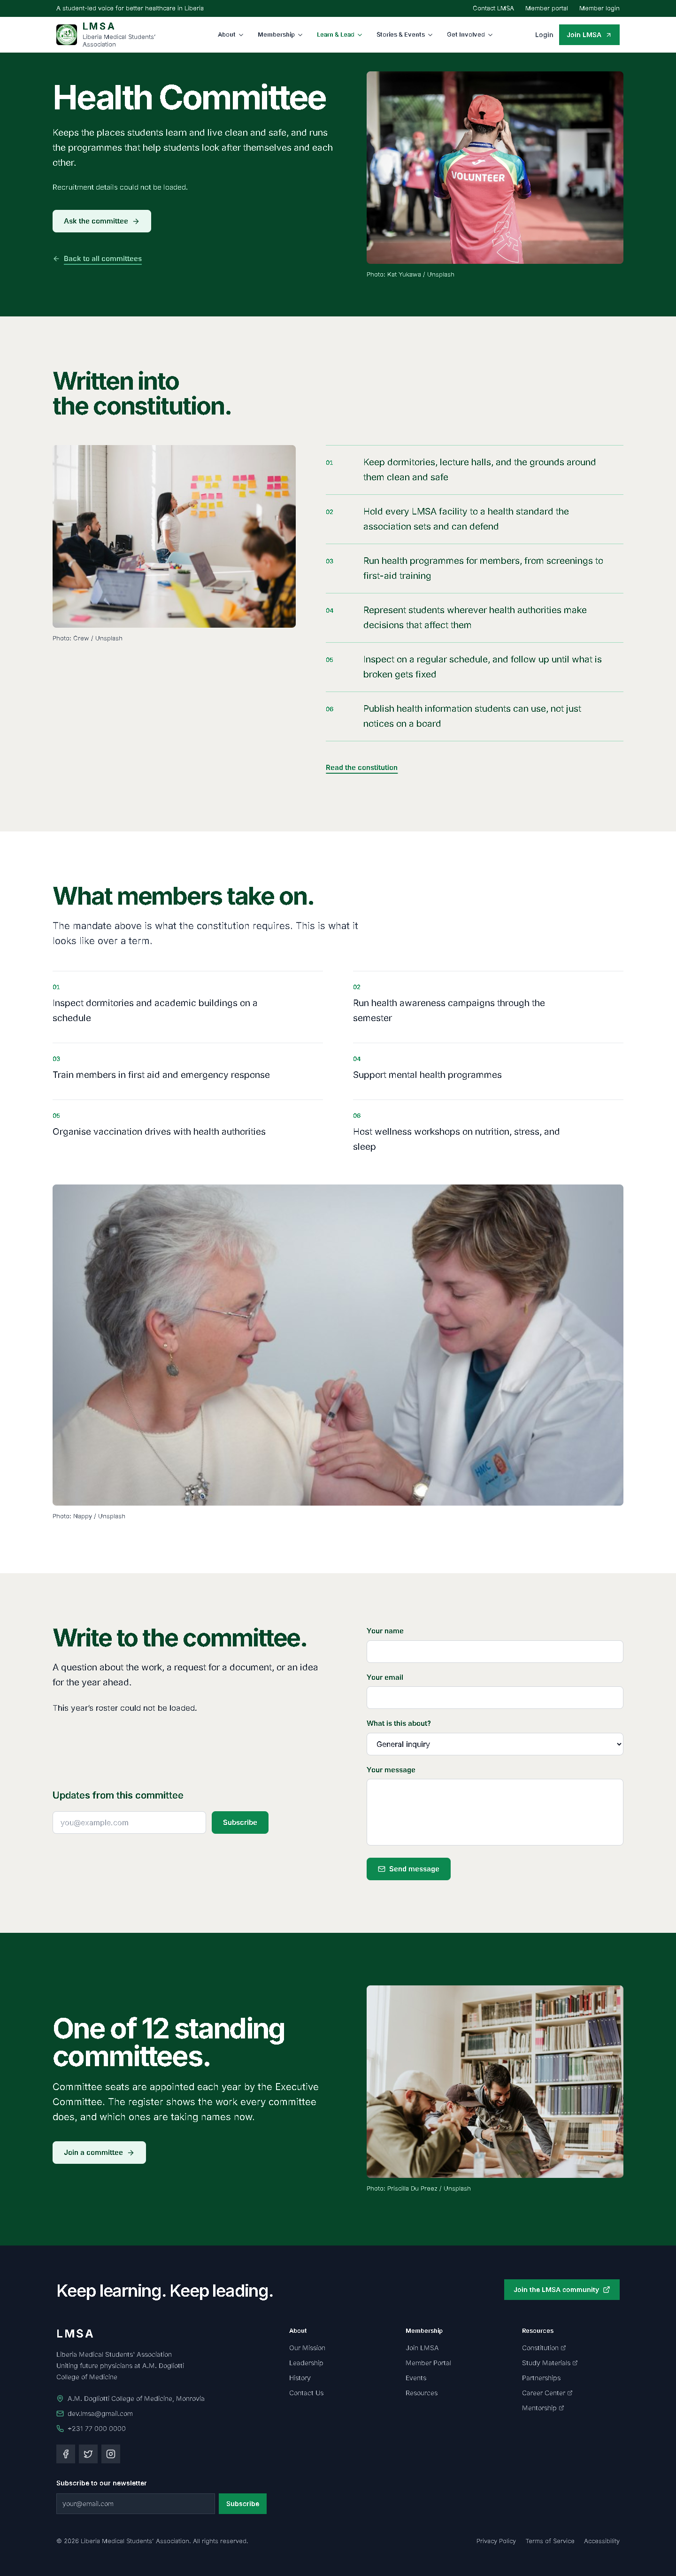 A student-led voice for better healthcare in Liberia
Contact LMSA
Member portal
Member login
LMSA
Liberia Medical Students'
Association
About
Membership
Learn & Lead
Stories & Events
Get Involved
Login
Join LMSA
Health Committee
Keeps the places students learn and live clean and safe, and runs
the programmes that help students look after themselves and each
other.
Recruitment details could not be loaded.
Ask the committee
Back to all committees
VOLUNTEER
Photo: Kat Yukawa / Unsplash
Written into
the constitution.
Photo: Crew / Unsplash
01
Keep dormitories, lecture halls, and the grounds around
them clean and safe
02
Hold every LMSA facility to a health standard the
association sets and can defend
03
Run health programmes for members, from screenings to
first-aid training
04
Represent students wherever health authorities make
decisions that affect them
05
Inspect on a regular schedule, and follow up until what is
broken gets fixed
06
Publish health information students can use, not just
notices on a board
Read the constitution
What members take on.
The mandate above is what the constitution requires. This is what it
looks like over a term.
01
Inspect dormitories and academic buildings on a
schedule
02
Run health awareness campaigns through the
semester
03
Train members in first aid and emergency response
04
Support mental health programmes
05
Organise vaccination drives with health authorities
06
Host wellness workshops on nutrition, stress, and
sleep
HMC
Photo: Nappy / Unsplash
Write to the committee.
A question about the work, a request for a document, or an idea
for the year ahead.
This year's roster could not be loaded.
Updates from this committee
you@example.com
Subscribe
Your name
Your email
What is this about?
General inquiry
Your message
Send message
One of 12 standing
committees.
Committee seats are appointed each year by the Executive
Committee. The register shows the work every committee
does, and which ones are taking names now.
Join a committee
Photo: Priscilla Du Preez / Unsplash
Keep learning. Keep leading.
Join the LMSA community
LMSA
Liberia Medical Students' Association
Uniting future physicians at A.M. Dogliotti
College of Medicine
A.M. Dogliotti College of Medicine, Monrovia
dev.lmsa@gmail.com
+231 77 000 0000
About
Our Mission
Leadership
History
Contact Us
Membership
Join LMSA
Member Portal
Events
Resources
Resources
Constitution
Study Materials
Partnerships
Career Center
Mentorship
Subscribe to our newsletter
your@email.com
Subscribe
© 2026 Liberia Medical Students' Association. All rights reserved.
Privacy Policy
Terms of Service
Accessibility